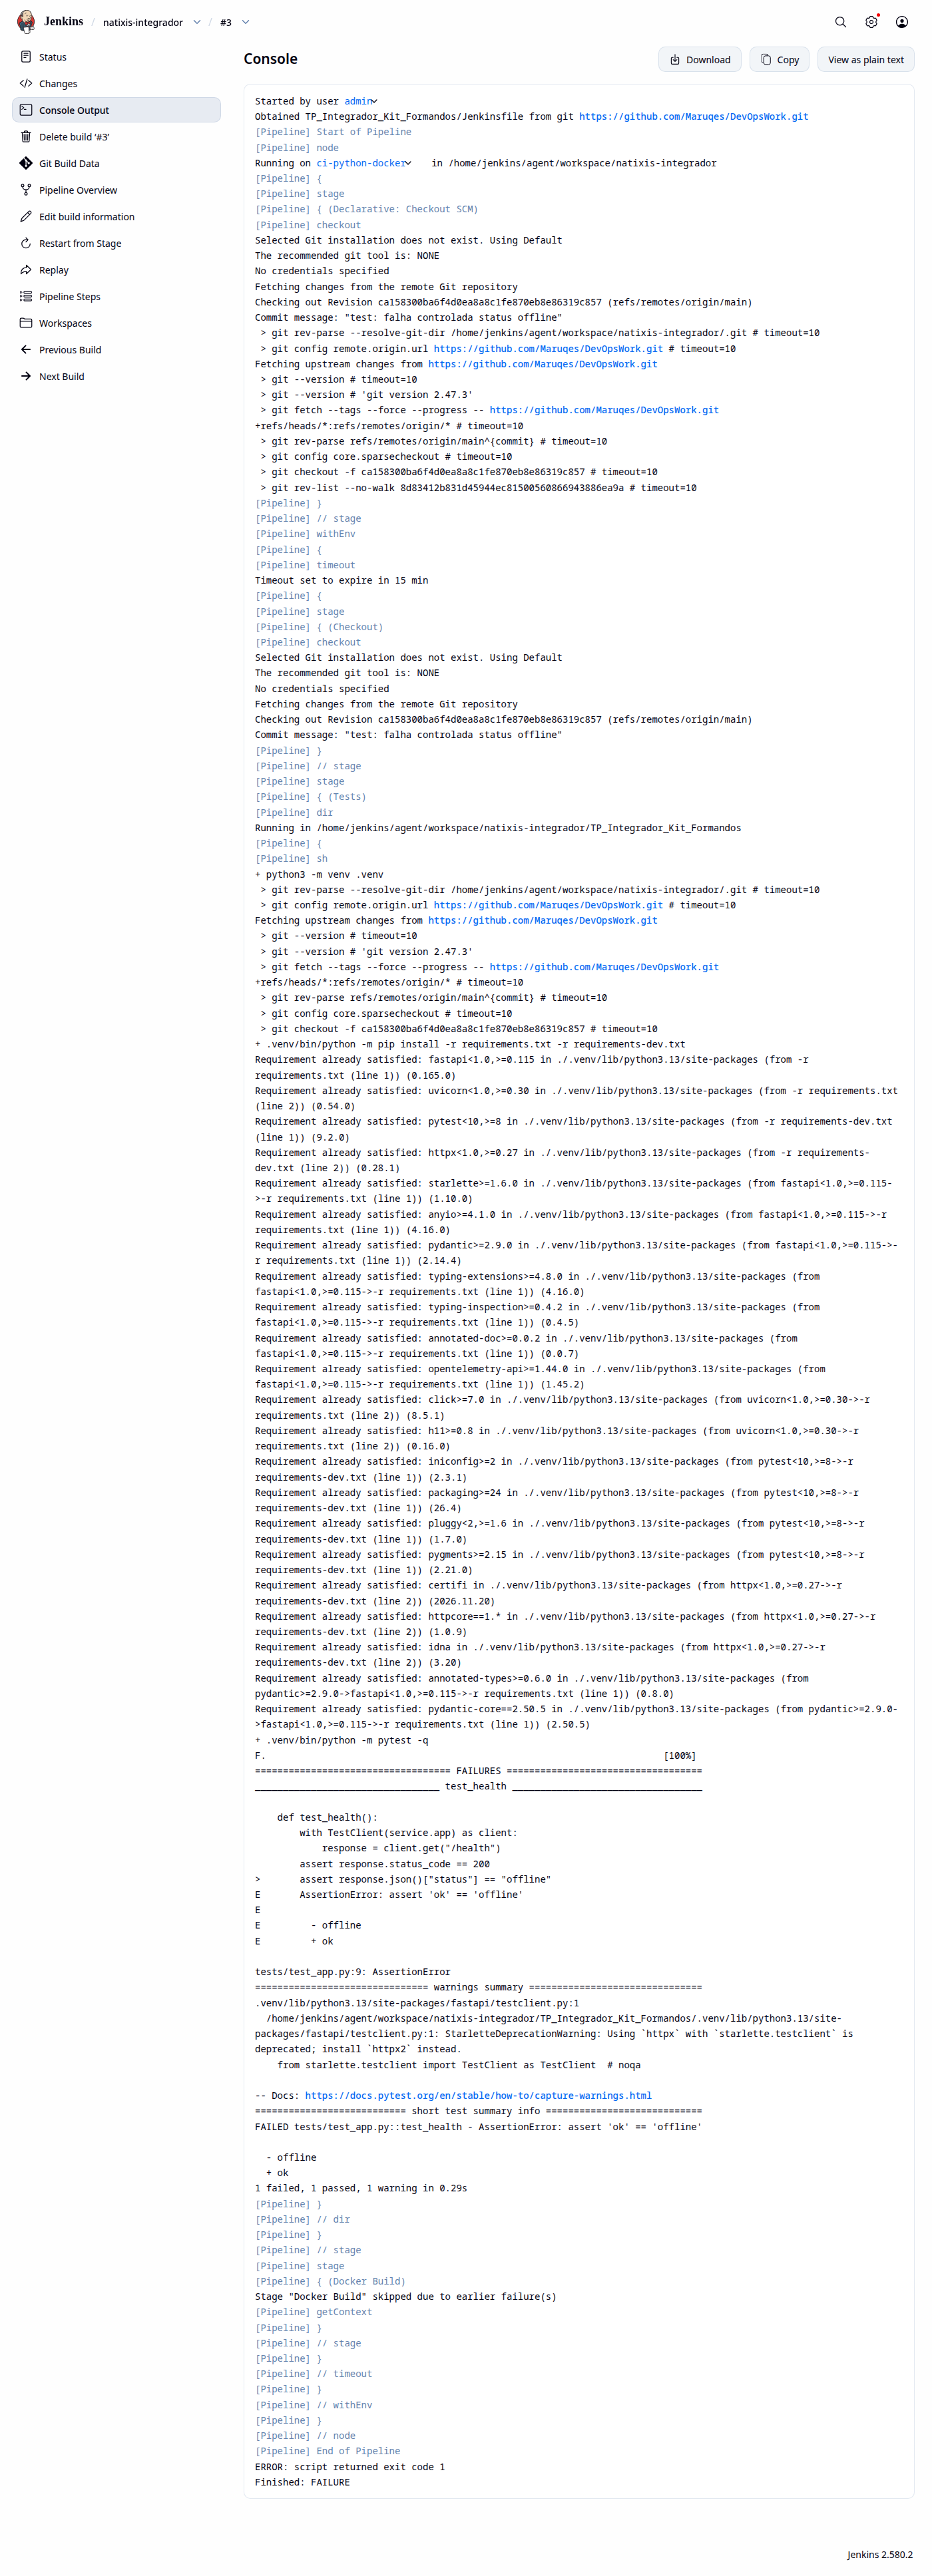 Jenkins / natixis-integrador / #3
Status
Changes
Console Output
Delete build ‘#3’
Git Build Data
Pipeline Overview
Edit build information
Restart from Stage
Replay
Pipeline Steps
Workspaces
Previous Build
Next Build
Console
Download
Copy
View as plain text
Started by user admin
Obtained TP_Integrador_Kit_Formandos/Jenkinsfile from git https://github.com/Maruqes/DevOpsWork.git
[Pipeline] Start of Pipeline
[Pipeline] node
Running on ci-python-docker in /home/jenkins/agent/workspace/natixis-integrador
[Pipeline] {
[Pipeline] stage
[Pipeline] { (Declarative: Checkout SCM)
[Pipeline] checkout
Selected Git installation does not exist. Using Default
The recommended git tool is: NONE
No credentials specified
Fetching changes from the remote Git repository
Checking out Revision ca158300ba6f4d0ea8a8c1fe870eb8e86319c857 (refs/remotes/origin/main)
Commit message: "test: falha controlada status offline"
 > git rev-parse --resolve-git-dir /home/jenkins/agent/workspace/natixis-integrador/.git # timeout=10
 > git config remote.origin.url https://github.com/Maruqes/DevOpsWork.git # timeout=10
Fetching upstream changes from https://github.com/Maruqes/DevOpsWork.git
 > git --version # timeout=10
 > git --version # 'git version 2.47.3'
 > git fetch --tags --force --progress -- https://github.com/Maruqes/DevOpsWork.git
+refs/heads/*:refs/remotes/origin/* # timeout=10
 > git rev-parse refs/remotes/origin/main^{commit} # timeout=10
 > git config core.sparsecheckout # timeout=10
 > git checkout -f ca158300ba6f4d0ea8a8c1fe870eb8e86319c857 # timeout=10
 > git rev-list --no-walk 8d83412b831d45944ec81500560866943886ea9a # timeout=10
[Pipeline] }
[Pipeline] // stage
[Pipeline] withEnv
[Pipeline] {
[Pipeline] timeout
Timeout set to expire in 15 min
[Pipeline] {
[Pipeline] stage
[Pipeline] { (Checkout)
[Pipeline] checkout
Selected Git installation does not exist. Using Default
The recommended git tool is: NONE
No credentials specified
Fetching changes from the remote Git repository
Checking out Revision ca158300ba6f4d0ea8a8c1fe870eb8e86319c857 (refs/remotes/origin/main)
Commit message: "test: falha controlada status offline"
[Pipeline] }
[Pipeline] // stage
[Pipeline] stage
[Pipeline] { (Tests)
[Pipeline] dir
Running in /home/jenkins/agent/workspace/natixis-integrador/TP_Integrador_Kit_Formandos
[Pipeline] {
[Pipeline] sh
+ python3 -m venv .venv
 > git rev-parse --resolve-git-dir /home/jenkins/agent/workspace/natixis-integrador/.git # timeout=10
 > git config remote.origin.url https://github.com/Maruqes/DevOpsWork.git # timeout=10
Fetching upstream changes from https://github.com/Maruqes/DevOpsWork.git
 > git --version # timeout=10
 > git --version # 'git version 2.47.3'
 > git fetch --tags --force --progress -- https://github.com/Maruqes/DevOpsWork.git
+refs/heads/*:refs/remotes/origin/* # timeout=10
 > git rev-parse refs/remotes/origin/main^{commit} # timeout=10
 > git config core.sparsecheckout # timeout=10
 > git checkout -f ca158300ba6f4d0ea8a8c1fe870eb8e86319c857 # timeout=10
+ .venv/bin/python -m pip install -r requirements.txt -r requirements-dev.txt
Requirement already satisfied: fastapi<1.0,>=0.115 in ./.venv/lib/python3.13/site-packages (from -r
requirements.txt (line 1)) (0.165.0)
Requirement already satisfied: uvicorn<1.0,>=0.30 in ./.venv/lib/python3.13/site-packages (from -r requirements.txt
(line 2)) (0.54.0)
Requirement already satisfied: pytest<10,>=8 in ./.venv/lib/python3.13/site-packages (from -r requirements-dev.txt
(line 1)) (9.2.0)
Requirement already satisfied: httpx<1.0,>=0.27 in ./.venv/lib/python3.13/site-packages (from -r requirements-
dev.txt (line 2)) (0.28.1)
Requirement already satisfied: starlette>=1.6.0 in ./.venv/lib/python3.13/site-packages (from fastapi<1.0,>=0.115-
>-r requirements.txt (line 1)) (1.10.0)
Requirement already satisfied: anyio>=4.1.0 in ./.venv/lib/python3.13/site-packages (from fastapi<1.0,>=0.115->-r
requirements.txt (line 1)) (4.16.0)
Requirement already satisfied: pydantic>=2.9.0 in ./.venv/lib/python3.13/site-packages (from fastapi<1.0,>=0.115->-
r requirements.txt (line 1)) (2.14.4)
Requirement already satisfied: typing-extensions>=4.8.0 in ./.venv/lib/python3.13/site-packages (from
fastapi<1.0,>=0.115->-r requirements.txt (line 1)) (4.16.0)
Requirement already satisfied: typing-inspection>=0.4.2 in ./.venv/lib/python3.13/site-packages (from
fastapi<1.0,>=0.115->-r requirements.txt (line 1)) (0.4.5)
Requirement already satisfied: annotated-doc>=0.0.2 in ./.venv/lib/python3.13/site-packages (from
fastapi<1.0,>=0.115->-r requirements.txt (line 1)) (0.0.7)
Requirement already satisfied: opentelemetry-api>=1.44.0 in ./.venv/lib/python3.13/site-packages (from
fastapi<1.0,>=0.115->-r requirements.txt (line 1)) (1.45.2)
Requirement already satisfied: click>=7.0 in ./.venv/lib/python3.13/site-packages (from uvicorn<1.0,>=0.30->-r
requirements.txt (line 2)) (8.5.1)
Requirement already satisfied: h11>=0.8 in ./.venv/lib/python3.13/site-packages (from uvicorn<1.0,>=0.30->-r
requirements.txt (line 2)) (0.16.0)
Requirement already satisfied: iniconfig>=2 in ./.venv/lib/python3.13/site-packages (from pytest<10,>=8->-r
requirements-dev.txt (line 1)) (2.3.1)
Requirement already satisfied: packaging>=24 in ./.venv/lib/python3.13/site-packages (from pytest<10,>=8->-r
requirements-dev.txt (line 1)) (26.4)
Requirement already satisfied: pluggy<2,>=1.6 in ./.venv/lib/python3.13/site-packages (from pytest<10,>=8->-r
requirements-dev.txt (line 1)) (1.7.0)
Requirement already satisfied: pygments>=2.15 in ./.venv/lib/python3.13/site-packages (from pytest<10,>=8->-r
requirements-dev.txt (line 1)) (2.21.0)
Requirement already satisfied: certifi in ./.venv/lib/python3.13/site-packages (from httpx<1.0,>=0.27->-r
requirements-dev.txt (line 2)) (2026.11.20)
Requirement already satisfied: httpcore==1.* in ./.venv/lib/python3.13/site-packages (from httpx<1.0,>=0.27->-r
requirements-dev.txt (line 2)) (1.0.9)
Requirement already satisfied: idna in ./.venv/lib/python3.13/site-packages (from httpx<1.0,>=0.27->-r
requirements-dev.txt (line 2)) (3.20)
Requirement already satisfied: annotated-types>=0.6.0 in ./.venv/lib/python3.13/site-packages (from
pydantic>=2.9.0->fastapi<1.0,>=0.115->-r requirements.txt (line 1)) (0.8.0)
Requirement already satisfied: pydantic-core==2.50.5 in ./.venv/lib/python3.13/site-packages (from pydantic>=2.9.0-
>fastapi<1.0,>=0.115->-r requirements.txt (line 1)) (2.50.5)
+ .venv/bin/python -m pytest -q
F. [100%]
=================================== FAILURES ===================================
_________________________________ test_health __________________________________
    def test_health():
        with TestClient(service.app) as client:
            response = client.get("/health")
        assert response.status_code == 200
>       assert response.json()["status"] == "offline"
E       AssertionError: assert 'ok' == 'offline'
E
E         - offline
E         + ok
tests/test_app.py:9: AssertionError
=============================== warnings summary ===============================
.venv/lib/python3.13/site-packages/fastapi/testclient.py:1
  /home/jenkins/agent/workspace/natixis-integrador/TP_Integrador_Kit_Formandos/.venv/lib/python3.13/site-
packages/fastapi/testclient.py:1: StarletteDeprecationWarning: Using `httpx` with `starlette.testclient` is
deprecated; install `httpx2` instead.
    from starlette.testclient import TestClient as TestClient  # noqa
-- Docs: https://docs.pytest.org/en/stable/how-to/capture-warnings.html
=========================== short test summary info ============================
FAILED tests/test_app.py::test_health - AssertionError: assert 'ok' == 'offline'
  - offline
  + ok
1 failed, 1 passed, 1 warning in 0.29s
[Pipeline] }
[Pipeline] // dir
[Pipeline] }
[Pipeline] // stage
[Pipeline] stage
[Pipeline] { (Docker Build)
Stage "Docker Build" skipped due to earlier failure(s)
[Pipeline] getContext
[Pipeline] }
[Pipeline] // stage
[Pipeline] }
[Pipeline] // timeout
[Pipeline] }
[Pipeline] // withEnv
[Pipeline] }
[Pipeline] // node
[Pipeline] End of Pipeline
ERROR: script returned exit code 1
Finished: FAILURE
Jenkins 2.580.2